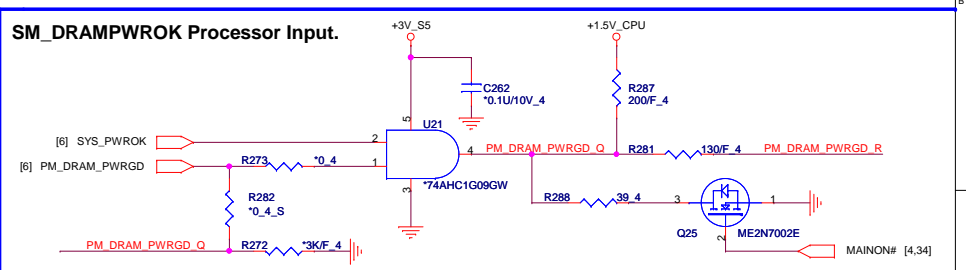 B
SM_DRAMPWROK Processor Input.
+3V_S5
+1.5V_CPU
C262
*0.1U/10V_4
R287
200/F_4
5
U21
[6] SYS_PWROK
2
4
PM_DRAM_PWRGD_Q
R281
130/F_4
PM_DRAM_PWRGD_R
[6] PM_DRAM_PWRGD
R273
*0_4
1
*74AHC1G09GW
3
R282
*0_4_S
R288
39_4
3
1
Q25
2
ME2N7002E
PM_DRAM_PWRGD_Q
R272
*3K/F_4
MAINON# [4,34]